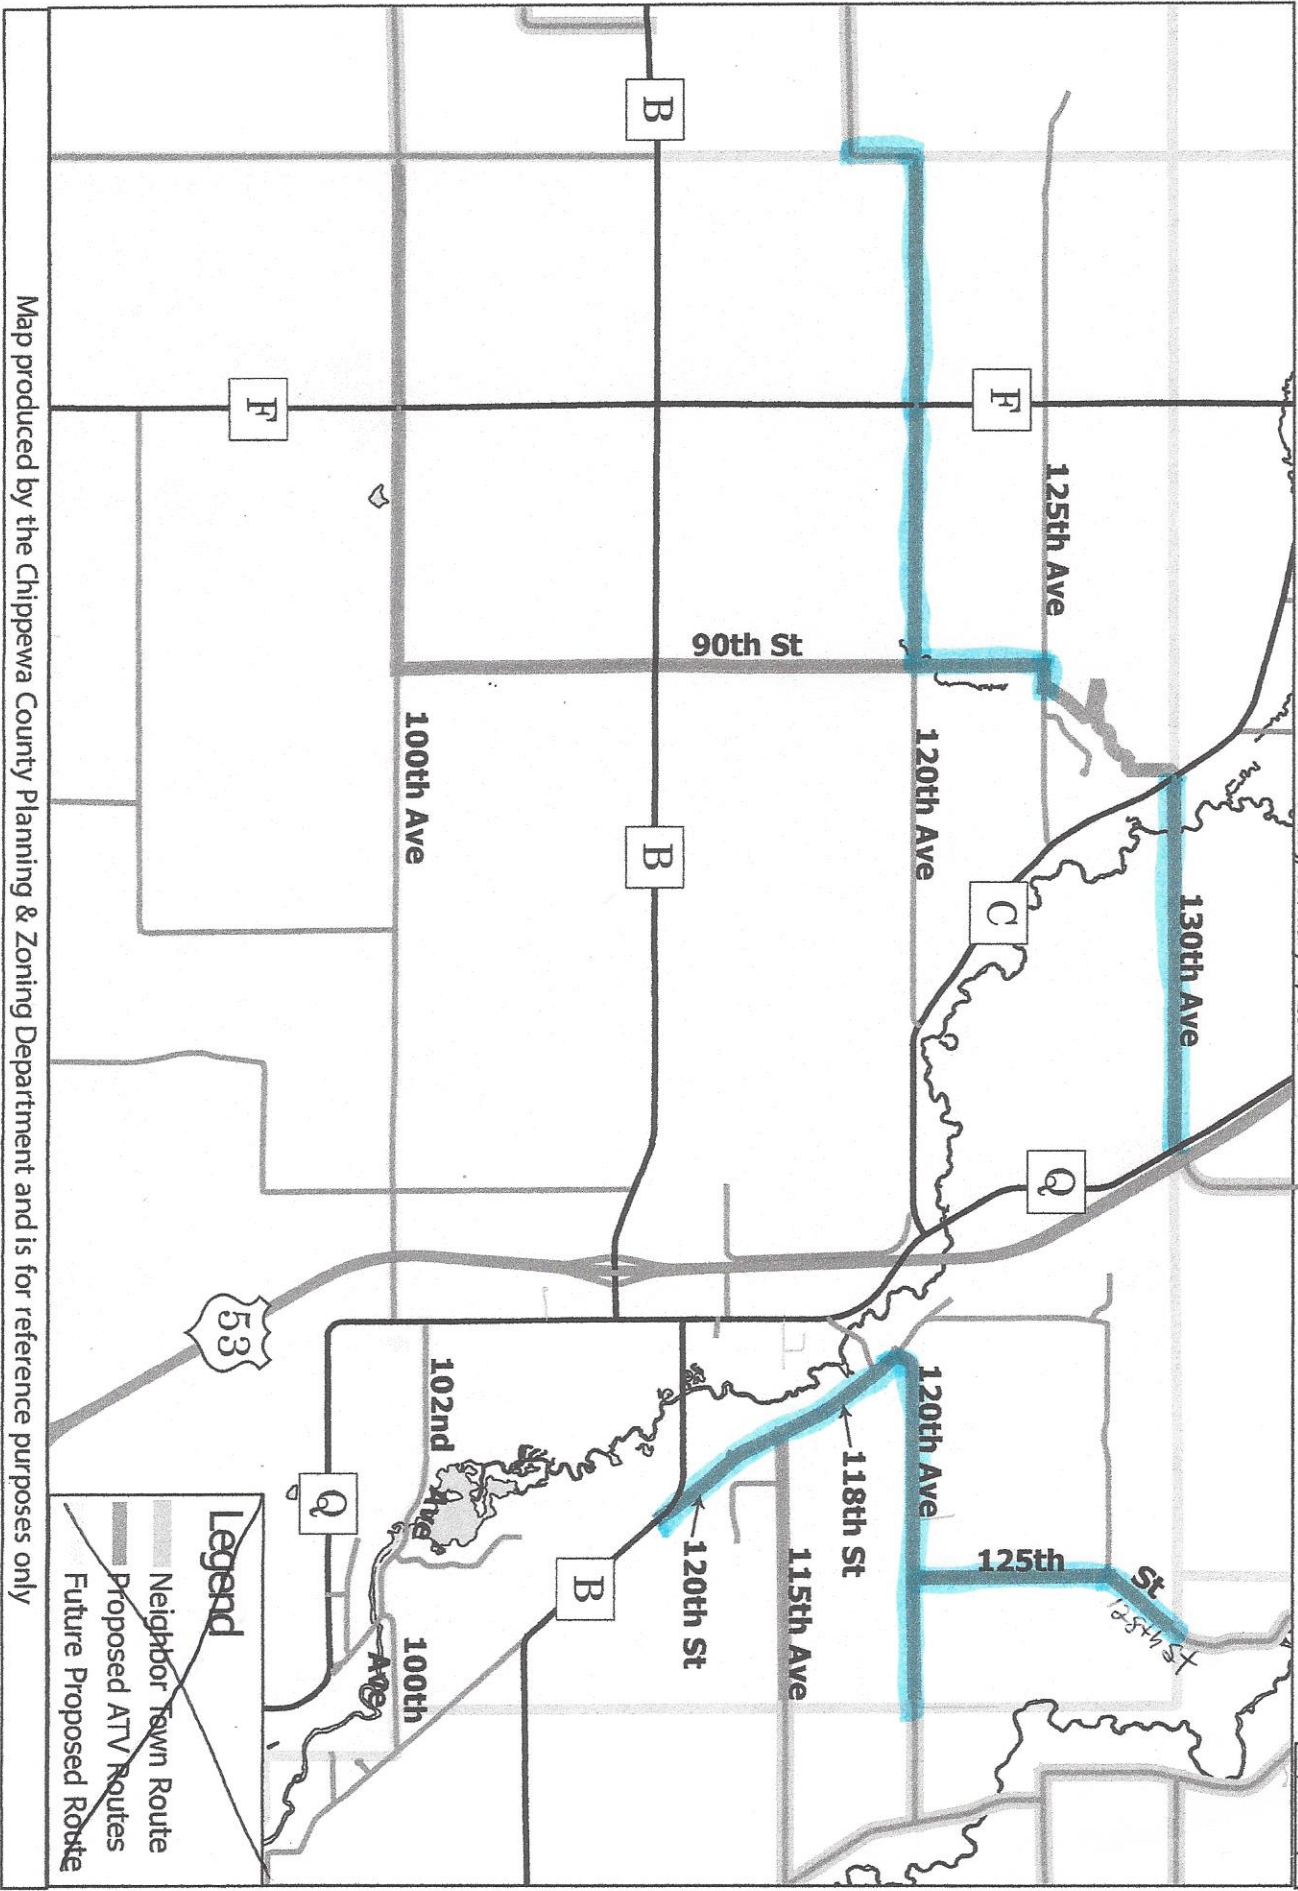 B
F
F
125th Ave
90th St
100th Ave
120th Ave
B
C
130th Ave
Q
53
102nd
Ave
120th Ave
118th St
125th
St
120th St
115th Ave
B
Q
100th
Ave
Legend
Neighbor Town Route
Proposed ATV Routes
Future Proposed Route
Map produced by the Chippewa County Planning & Zoning Department and is for reference purposes only